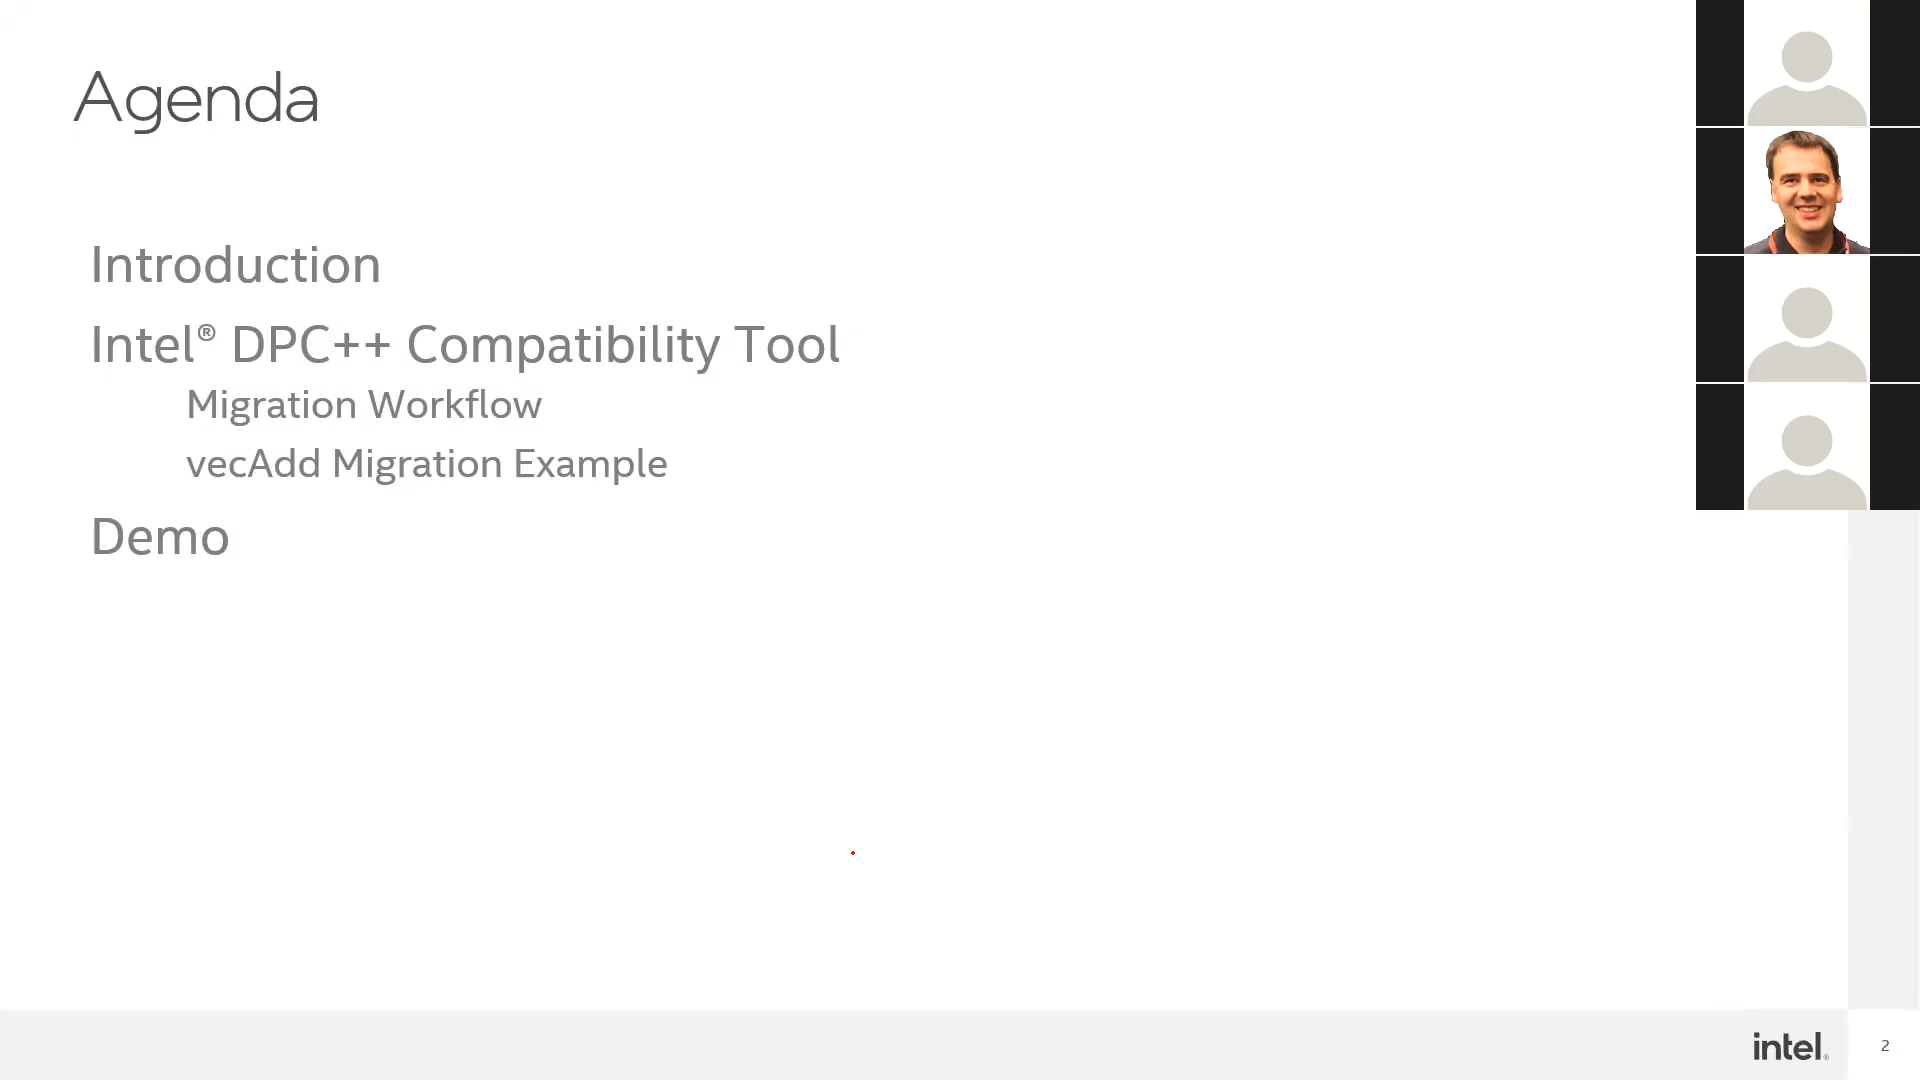 Agenda
Introduction
Intel® DPC++ Compatibility Tool
Migration Workflow
vecAdd Migration Example
Demo
intel®
2